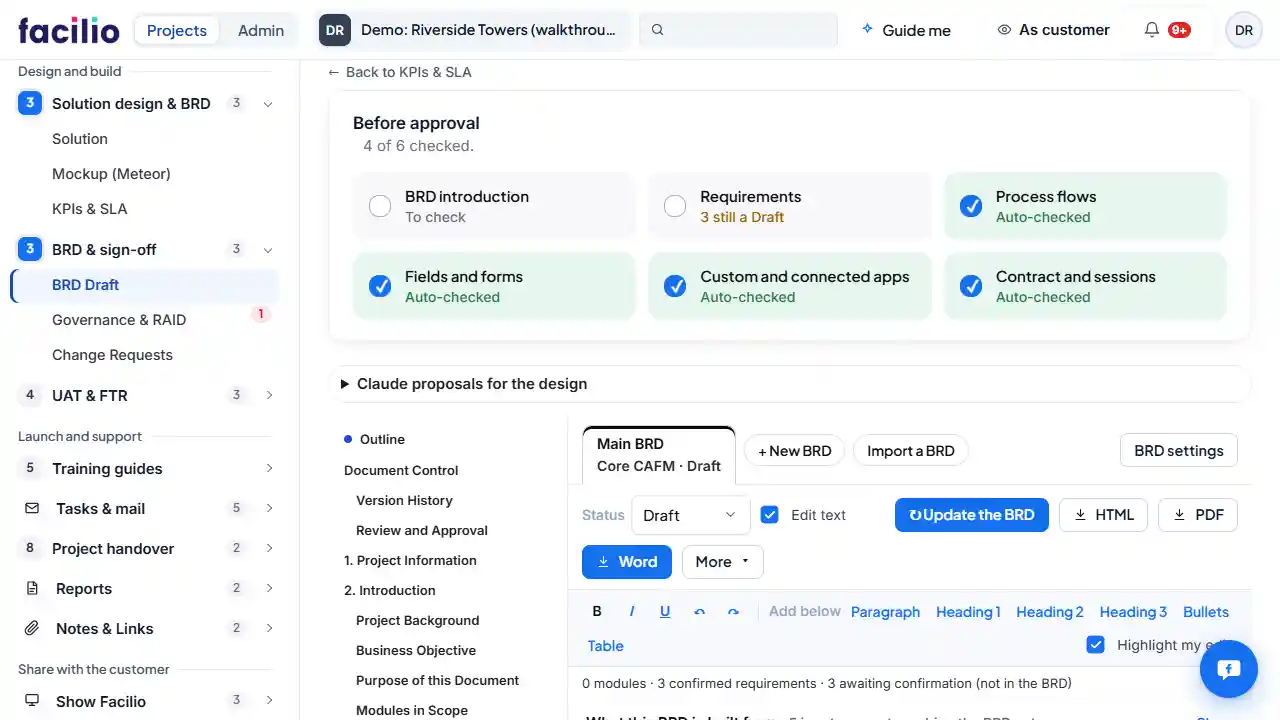 facilio
Projects
Admin
DR
Demo: Riverside Towers (walkthrou...
Guide me
As customer
9+
DR
Design and build
3 Solution design & BRD 3
Solution
Mockup (Meteor)
KPIs & SLA
3 BRD & sign-off 3
BRD Draft
Governance & RAID 1
Change Requests
4 UAT & FTR 3
Launch and support
5 Training guides
Tasks & mail 5
8 Project handover 2
Reports 2
Notes & Links 2
Share with the customer
Show Facilio 3
← Back to KPIs & SLA
Before approval
4 of 6 checked.
BRD introduction
To check
Requirements
3 still a Draft
Process flows
Auto-checked
Fields and forms
Auto-checked
Custom and connected apps
Auto-checked
Contract and sessions
Auto-checked
Claude proposals for the design
Outline
Document Control
Version History
Review and Approval
1. Project Information
2. Introduction
Project Background
Business Objective
Purpose of this Document
Modules in Scope
Main BRD
Core CAFM · Draft
+ New BRD
Import a BRD
BRD settings
Status
Draft
Edit text
↻ Update the BRD
HTML
PDF
Word
More
B I U Add below Paragraph Heading 1 Heading 2 Heading 3 Bullets
Table
Highlight my
0 modules · 3 confirmed requirements · 3 awaiting confirmation (not in the BRD)